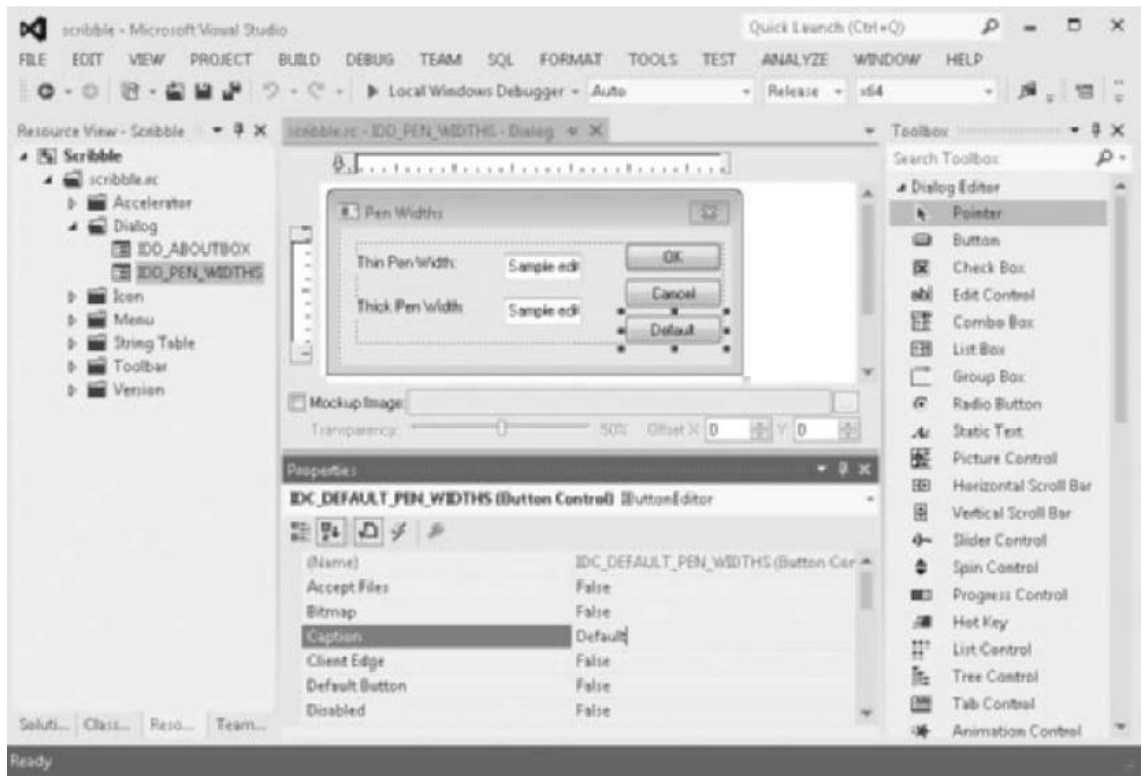 scribble - Microsoft Visual Studio
Quick Launch (Ctrl+Q)
FILE EDIT VIEW PROJECT BUILD DEBUG TEAM SQL FORMAT TOOLS TEST ANALYZE WINDOW HELP
Local Windows Debugger Auto Release x64
Resource View - Scribble
Scribble
scribble.rc
Accelerator
Dialog
IDD_ABOUTBOX
IDD_PEN_WIDTHS
Icon
Menu
String Table
Toolbar
Version
Soluti... Class... Reso... Team...
scribble.rc - IDD_PEN_WIDTHS - Dialog
Pen Widths
Thin Pen Width:
Sample edi
OK
Cancel
Thick Pen Width:
Sample edi
Default
Mockup Image:
Transparency: 50% Offset X: 0 Y: 0
Properties
IDC_DEFAULT_PEN_WIDTHS (Button Control) IButtonEditor
(Name) IDC_DEFAULT_PEN_WIDTHS (Button Con
Accept Files False
Bitmap False
Caption Default
Client Edge False
Default Button False
Disabled False
Toolbox
Search Toolbox
Dialog Editor
Pointer
Button
Check Box
Edit Control
Combo Box
List Box
Group Box
Radio Button
Static Text
Picture Control
Horizontal Scroll Bar
Vertical Scroll Bar
Slider Control
Spin Control
Progress Control
Hot Key
List Control
Tree Control
Tab Control
Animation Control
Ready